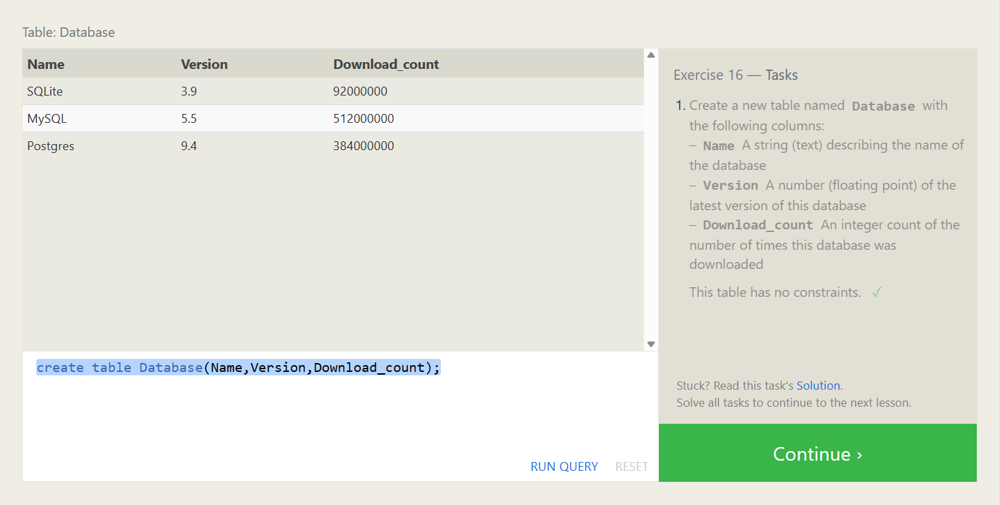 Table: Database
Name Version Download_count
SQLite 3.9 92000000
MySQL 5.5 512000000
Postgres 9.4 384000000
create table Database(Name,Version,Download_count);
RUN QUERY RESET
Exercise 16 — Tasks
1. Create a new table named Database with
the following columns:
– Name A string (text) describing the name of
the database
– Version A number (floating point) of the
latest version of this database
– Download_count An integer count of the
number of times this database was
downloaded
This table has no constraints. ✓
Stuck? Read this task's Solution.
Solve all tasks to continue to the next lesson.
Continue ›